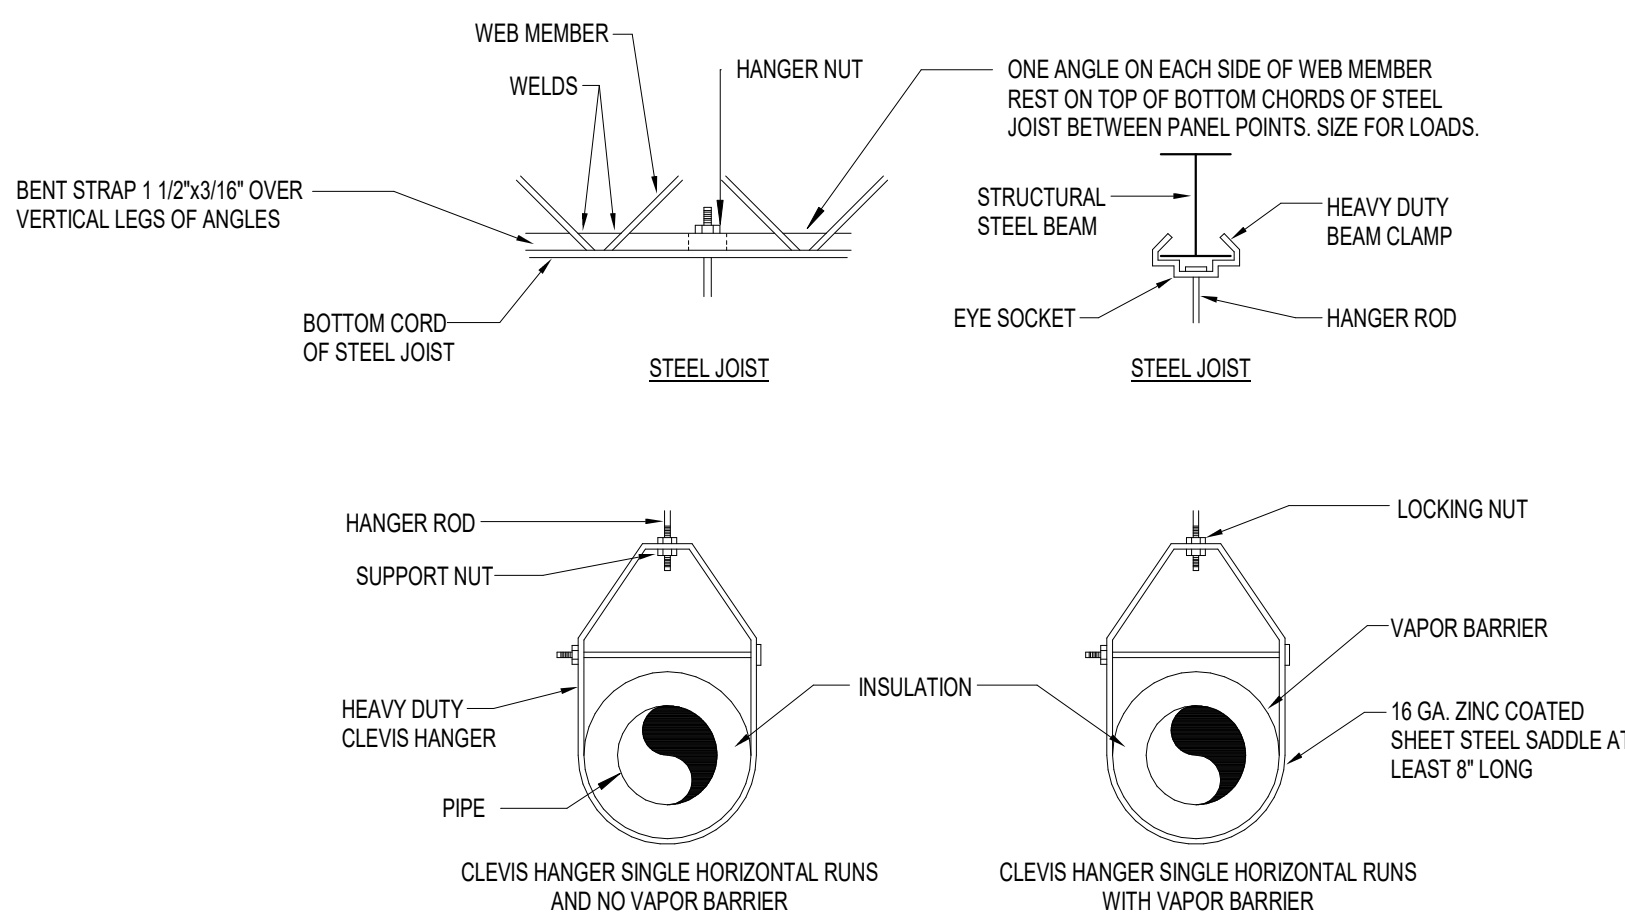 WEB MEMBER
WELDS
HANGER NUT
ONE ANGLE ON EACH SIDE OF WEB MEMBER
REST ON TOP OF BOTTOM CHORDS OF STEEL
JOIST BETWEEN PANEL POINTS. SIZE FOR LOADS.
BENT STRAP 1 1/2"x3/16" OVER
VERTICAL LEGS OF ANGLES
STRUCTURAL
STEEL BEAM
HEAVY DUTY
BEAM CLAMP
BOTTOM CORD
OF STEEL JOIST
EYE SOCKET
HANGER ROD
STEEL JOIST
STEEL JOIST
HANGER ROD
SUPPORT NUT
LOCKING NUT
VAPOR BARRIER
INSULATION
HEAVY DUTY
CLEVIS HANGER
16 GA. ZINC COATED
SHEET STEEL SADDLE AT
LEAST 8" LONG
PIPE
CLEVIS HANGER SINGLE HORIZONTAL RUNS
AND NO VAPOR BARRIER
CLEVIS HANGER SINGLE HORIZONTAL RUNS
WITH VAPOR BARRIER